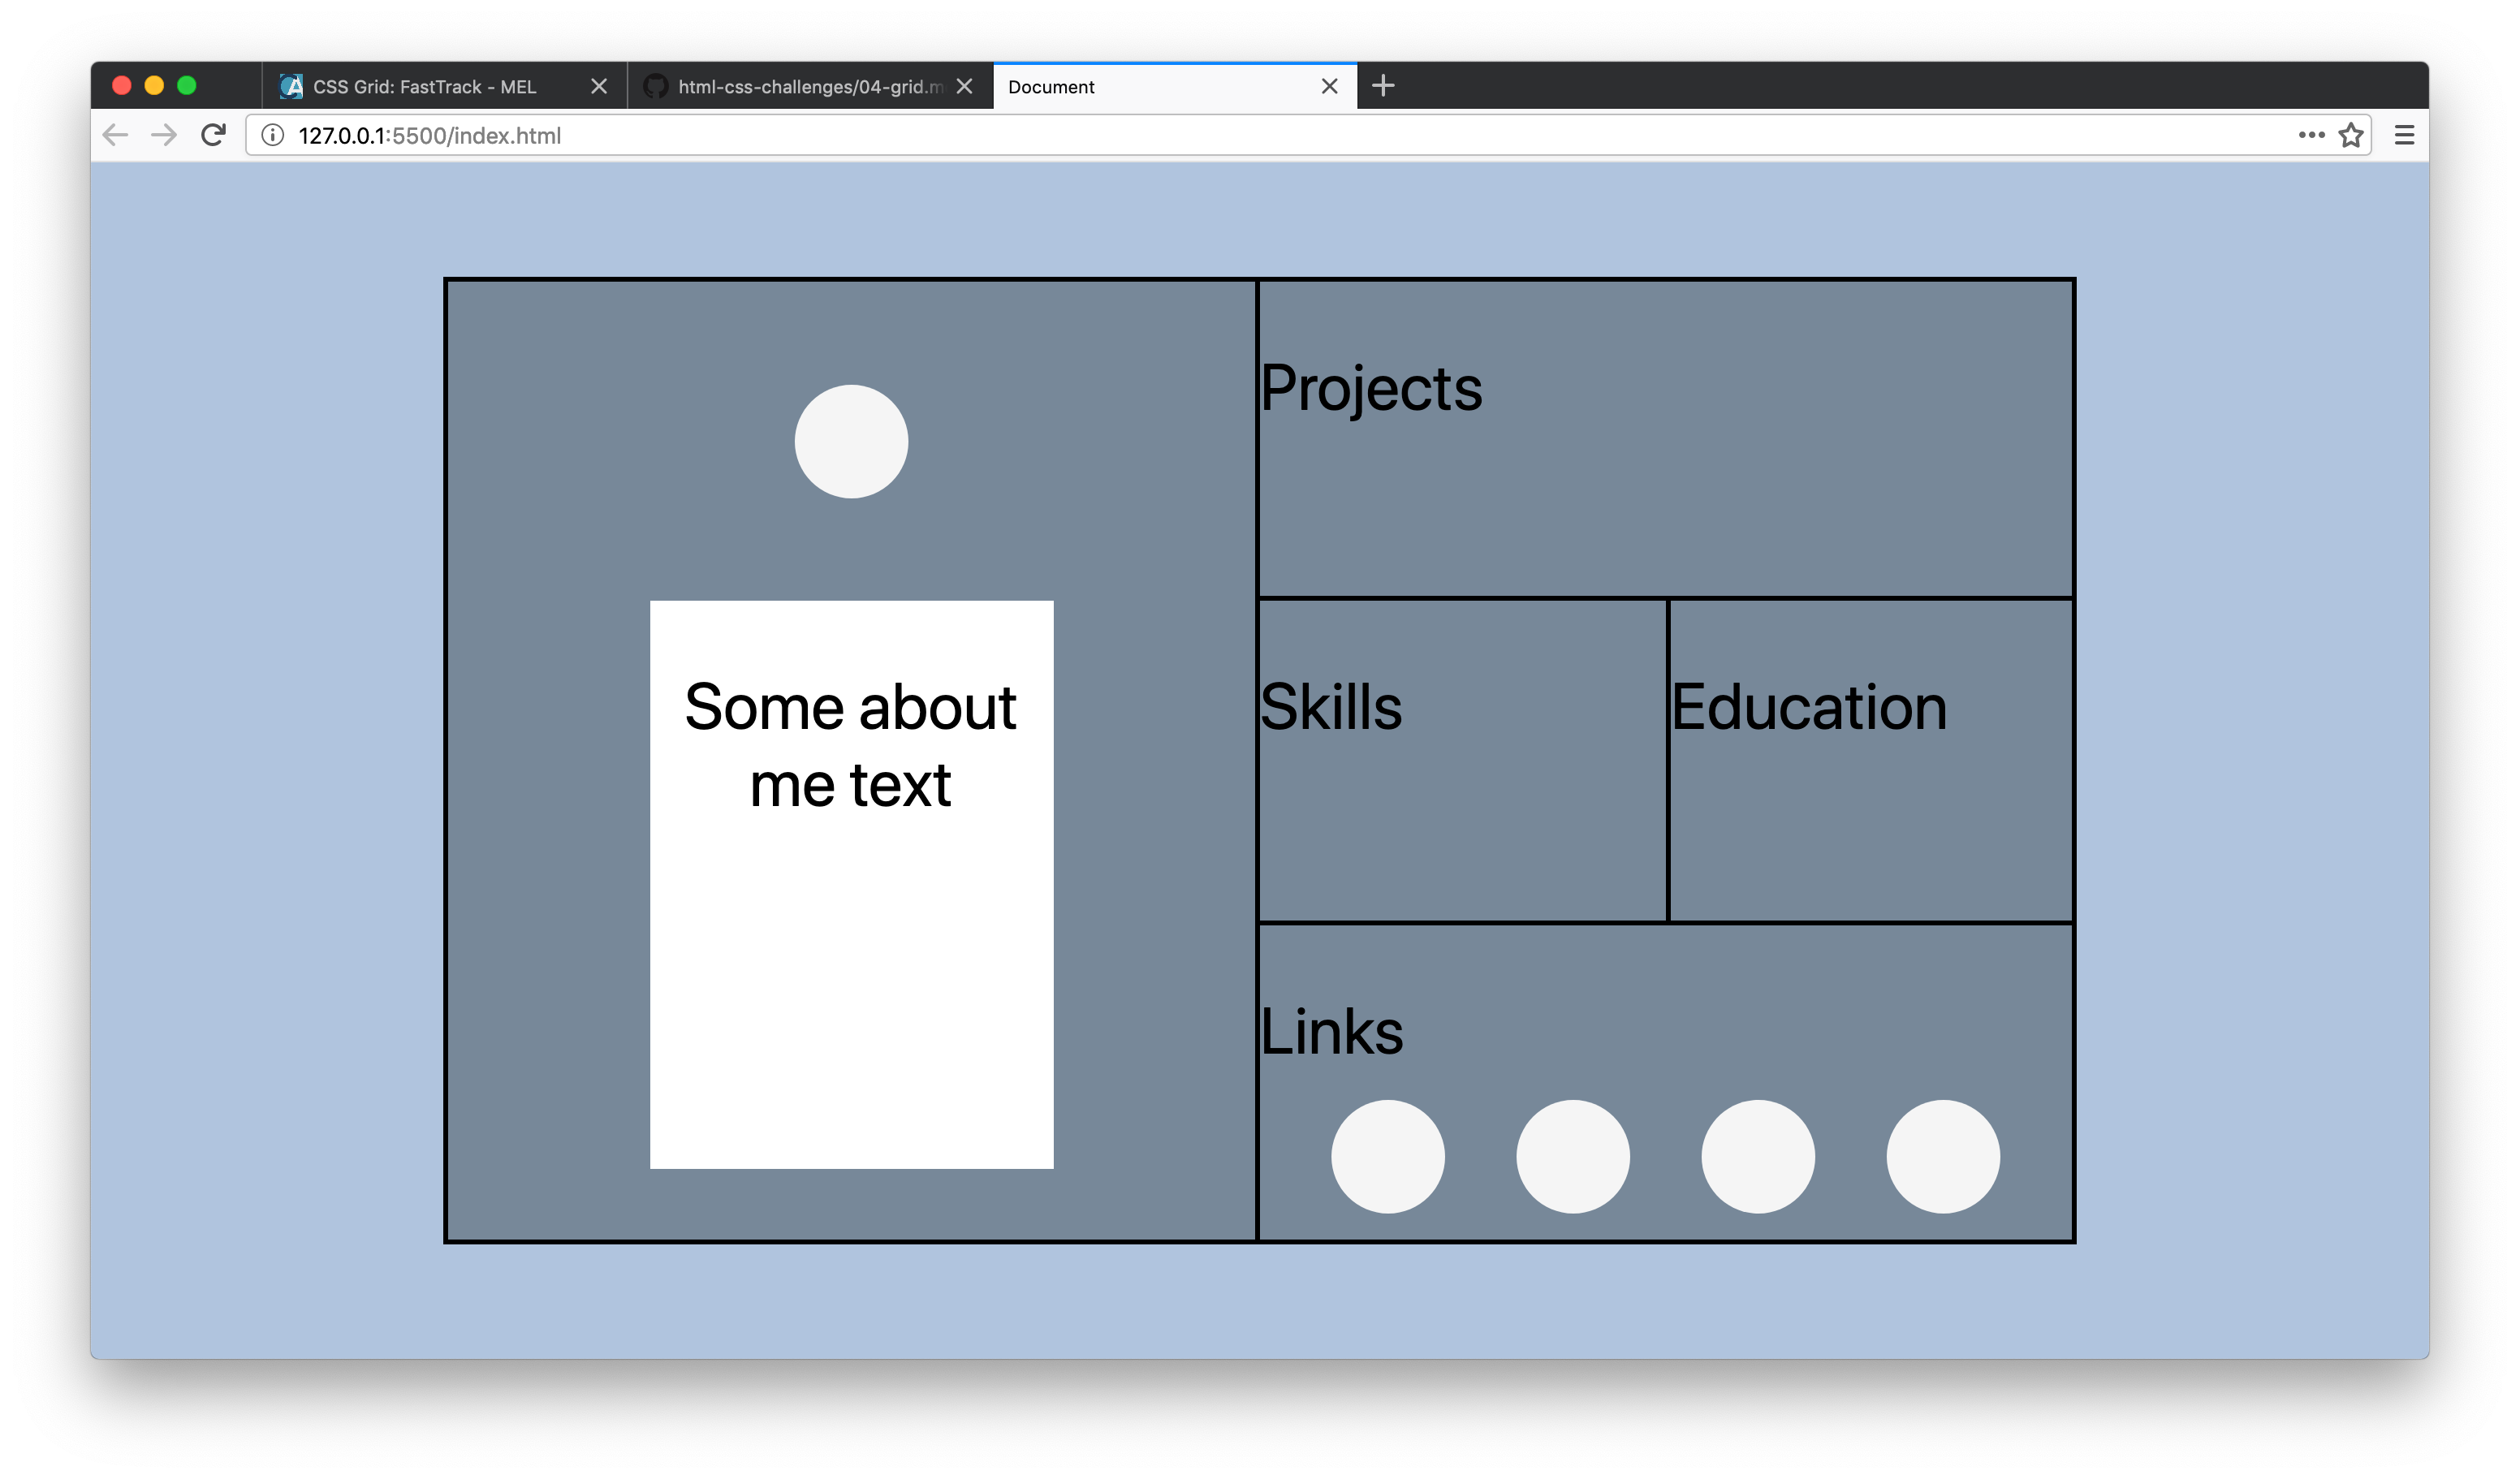 CSS Grid: FastTrack - MEL
html-css-challenges/04-grid.m
Document
127.0.0.1:5500/index.html
Projects
Some about
me text
Skills
Education
Links